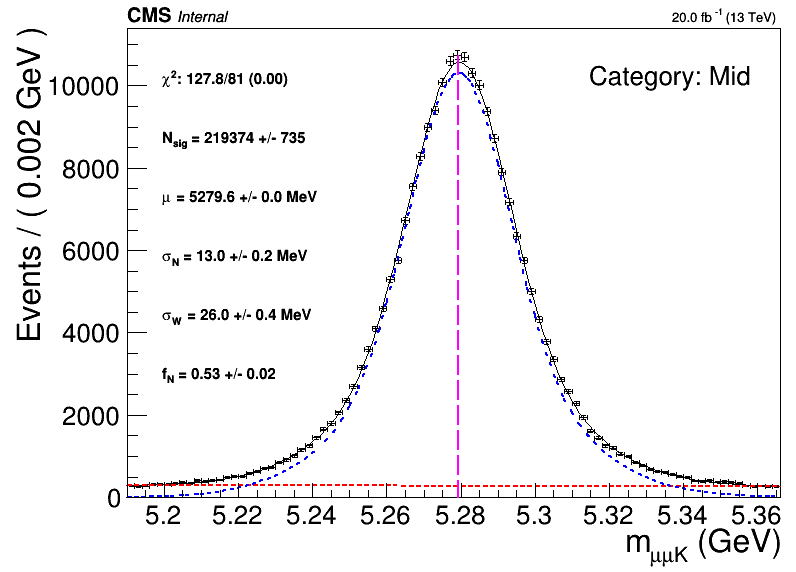 CMS Internal 20.0 fb⁻¹ (13 TeV)
Events / ( 0.002 GeV )
10000
8000
6000
4000
2000
0
χ²: 127.8/81 (0.00)
N_sig = 219374 +/- 735
μ = 5279.6 +/- 0.0 MeV
σ_N = 13.0 +/- 0.2 MeV
σ_W = 26.0 +/- 0.4 MeV
f_N = 0.53 +/- 0.02
Category: Mid
5.2 5.22 5.24 5.26 5.28 5.3 5.32 5.34 5.36
m_μμK (GeV)